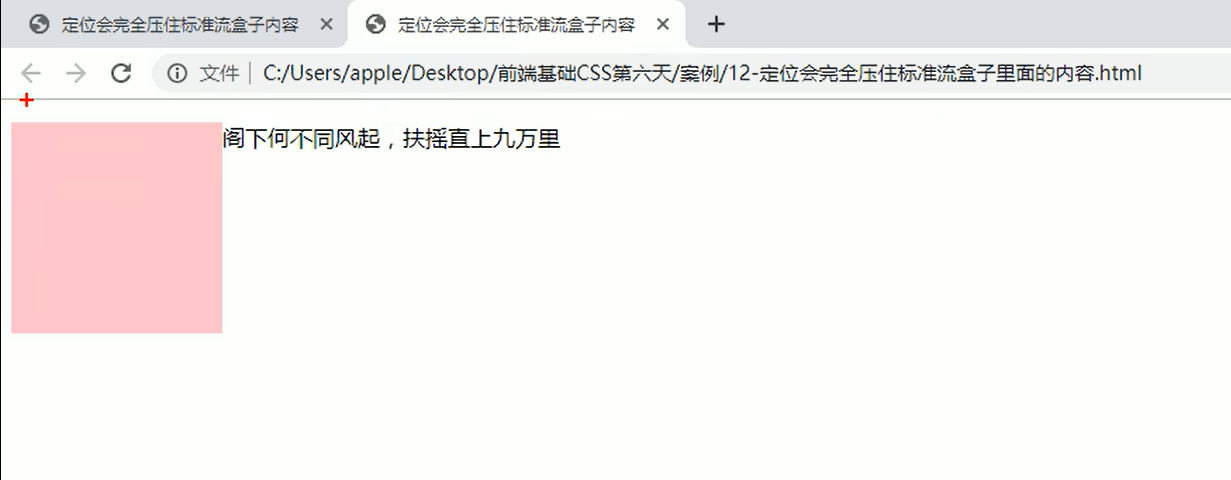 定位会完全压住标准流盒子内容
定位会完全压住标准流盒子内容
文件 C:/Users/apple/Desktop/前端基础CSS第六天/案例/12-定位会完全压住标准流盒子里面的内容.html
阁下何不同风起，扶摇直上九万里